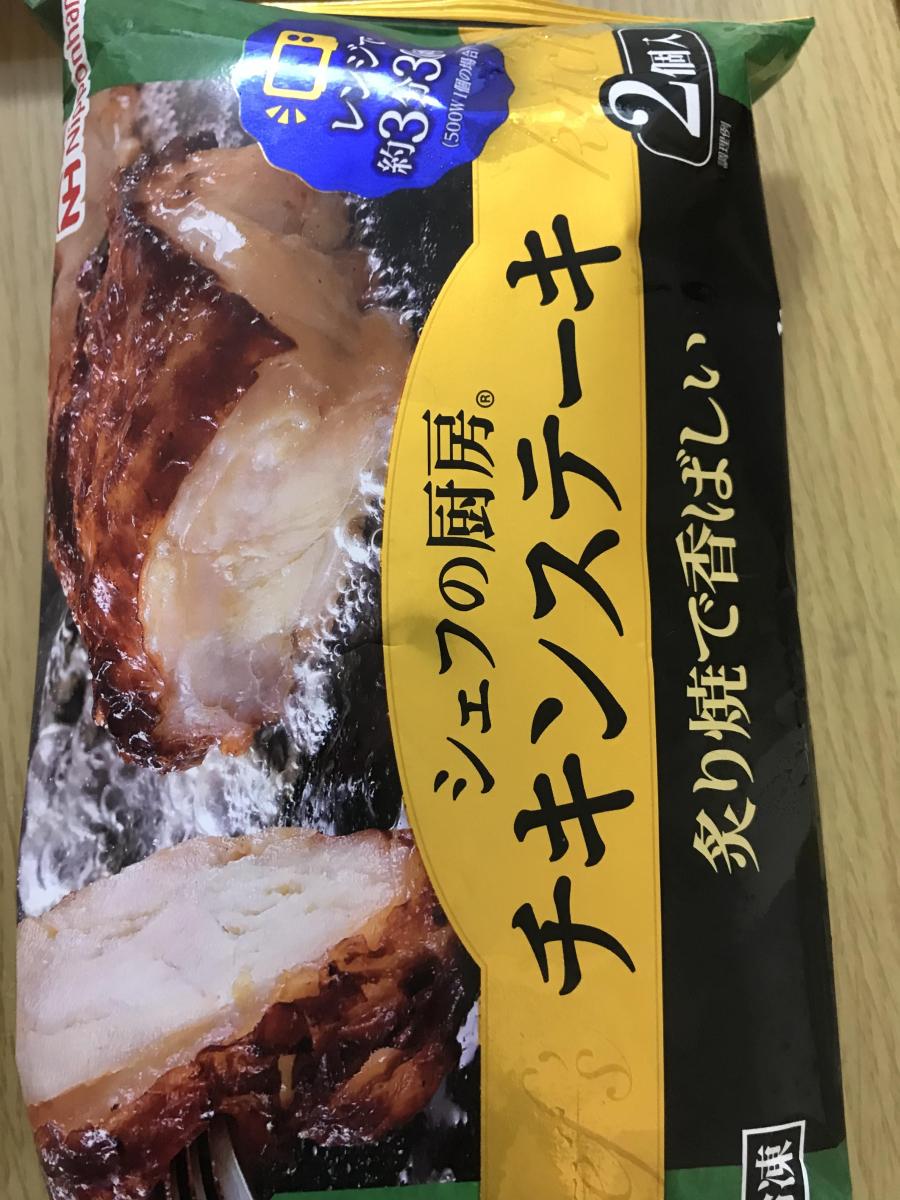 Nipponham
レンジで
約3分30
(500W 1個の場合)
2個入
調理例
シェフの厨房®
チキンステーキ
炙り焼で香ばしい
凍